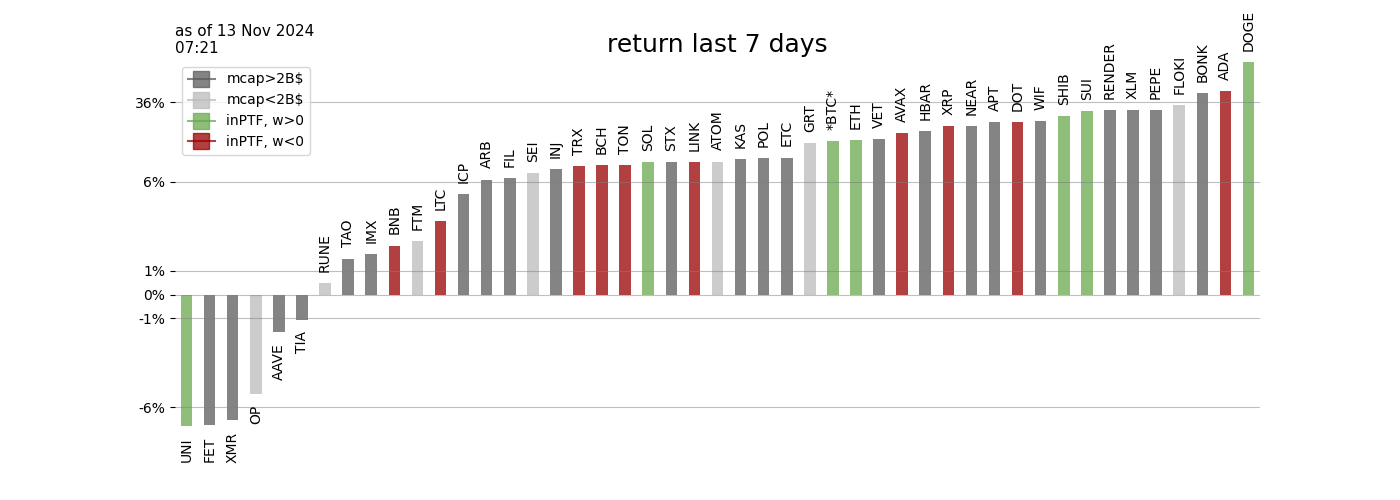 as of 13 Nov 2024
07:21
return last 7 days
mcap>2B$
mcap<2B$
inPTF, w>0
inPTF, w<0
36%
6%
1%
0%
-1%
-6%
UNI
FET
XMR
OP
AAVE
TIA
RUNE
TAO
IMX
BNB
FTM
LTC
ICP
ARB
FIL
SEI
INJ
TRX
BCH
TON
SOL
STX
LINK
ATOM
KAS
POL
ETC
GRT
*BTC*
ETH
VET
AVAX
HBAR
XRP
NEAR
APT
DOT
WIF
SHIB
SUI
RENDER
XLM
PEPE
FLOKI
BONK
ADA
DOGE